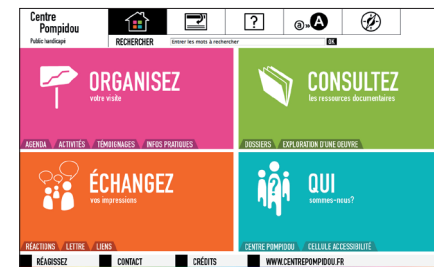 Centre
Pompidou
Public handicapé
?
@»A
RECHERCHER Entrer les mots à rechercher OK
ORGANISEZ
votre visite
AGENDA ACTIVITÉS TÉMOIGNAGES INFOS PRATIQUES
CONSULTEZ
les ressources documentaires
DOSSIERS EXPLORATION D'UNE OEUVRE
ÉCHANGEZ
vos impressions
RÉACTIONS LETTRE LIENS
?
QUI
sommes-nous?
CENTRE POMPIDOU CELLULE ACCESSIBILITÉ
RÉAGISSEZ CONTACT CRÉDITS WWW.CENTREPOMPIDOU.FR